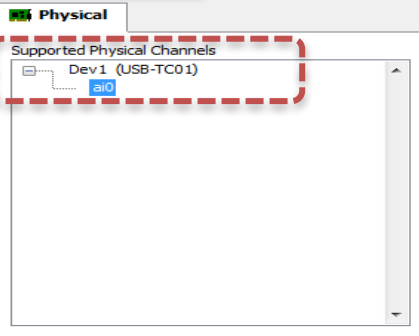 Physical
Supported Physical Channels
Dev1 (USB-TC01)
ai0